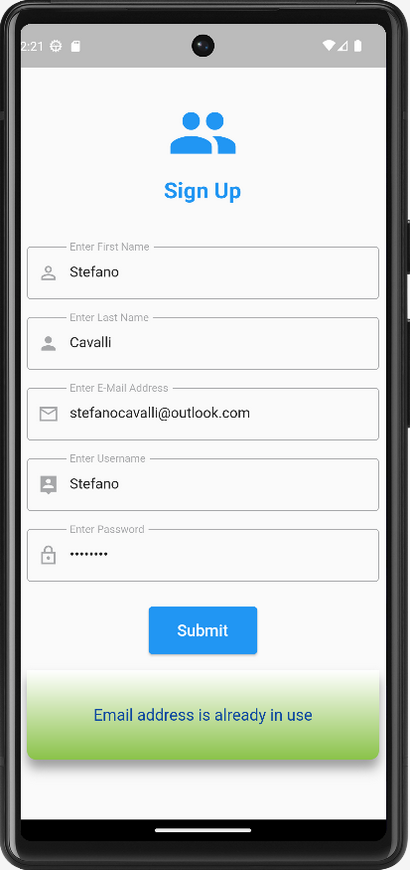 2:21
Sign Up
Enter First Name
Stefano
Enter Last Name
Cavalli
Enter E-Mail Address
stefanocavalli@outlook.com
Enter Username
Stefano
Enter Password
••••••••
Submit
Email address is already in use